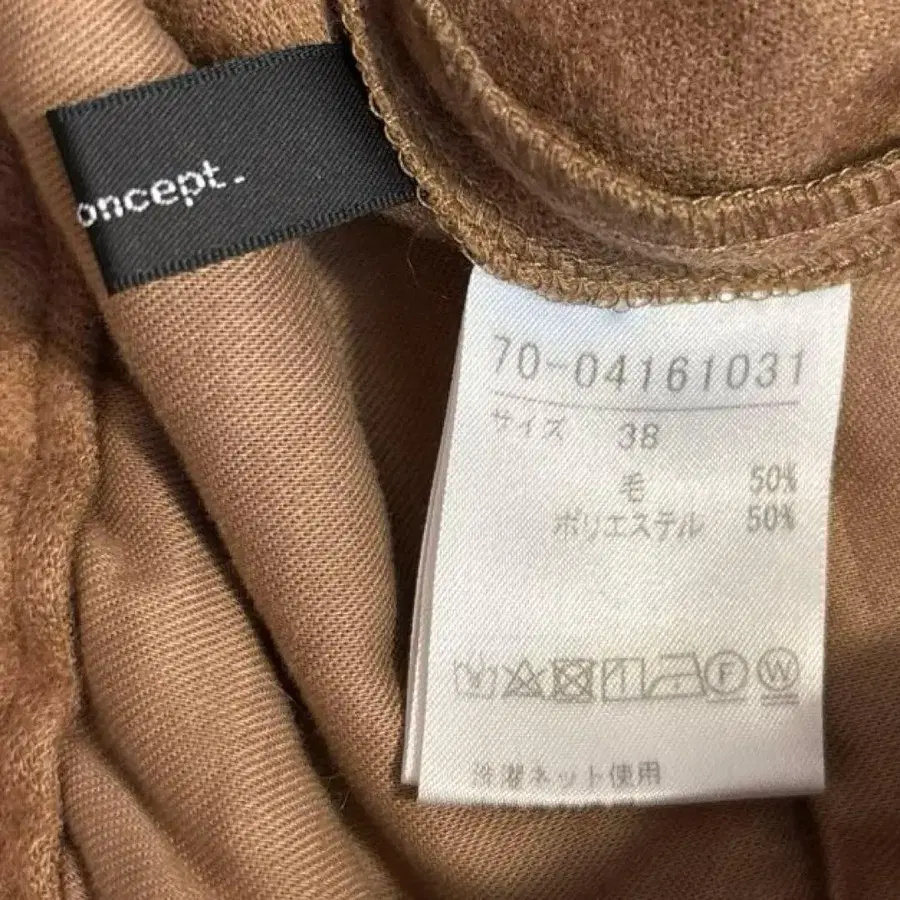 oncept.
70-04161031
サイズ 38
毛 50%
ポリエステル 50%
F W
洗濯ネット使用